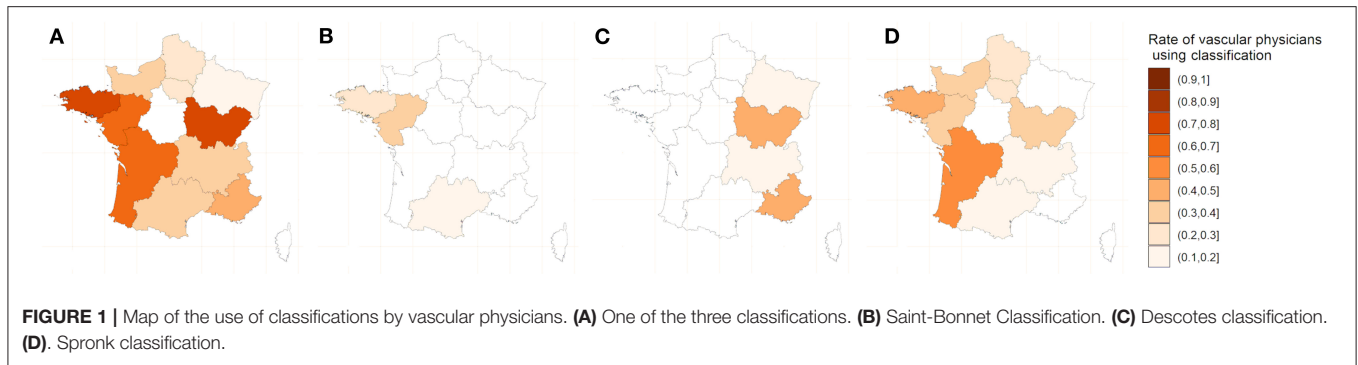 A
B
C
D
Rate of vascular physicians
using classification
(0.9,1]
(0.8,0.9]
(0.7,0.8]
(0.6,0.7]
(0.5,0.6]
(0.4,0.5]
(0.3,0.4]
(0.2,0.3]
(0.1,0.2]
FIGURE 1 | Map of the use of classifications by vascular physicians. (A) One of the three classifications. (B) Saint-Bonnet Classification. (C) Descotes classification.
(D). Spronk classification.